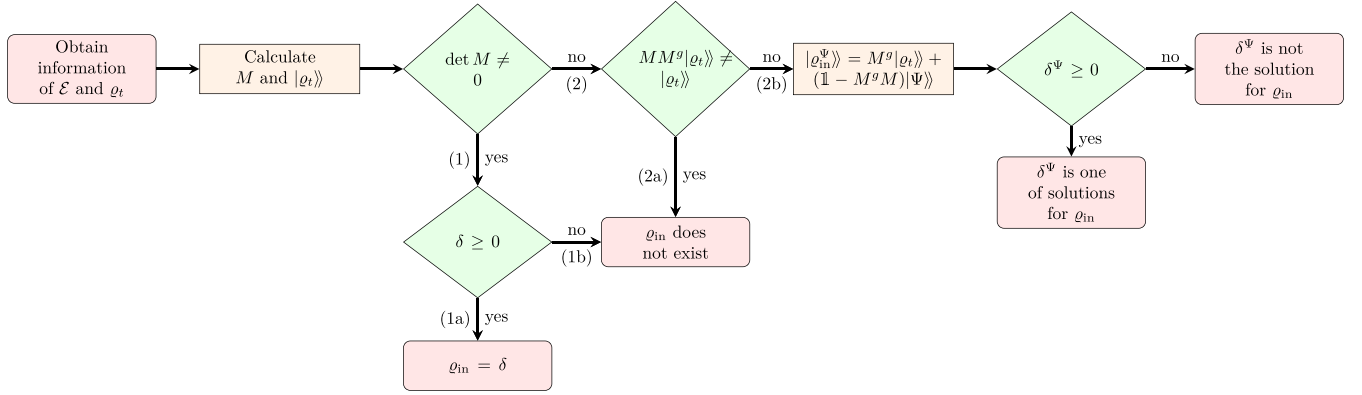 Obtain
information
of ℰ and ϱ_t
Calculate
M and |ϱ_t⟩⟩
det M ≠
0
no
(2)
MM^g|ϱ_t⟩⟩ ≠
|ϱ_t⟩⟩
no
(2b)
|ϱ_in^Ψ⟩⟩ = M^g|ϱ_t⟩⟩ +
(𝟙 − M^gM)|Ψ⟩⟩
δ^Ψ ≥ 0
no
δ^Ψ is not
the solution
for ϱ_in
yes
δ^Ψ is one
of solutions
for ϱ_in
(1)
yes
(2a)
yes
δ ≥ 0
no
(1b)
ϱ_in does
not exist
(1a)
yes
ϱ_in = δ